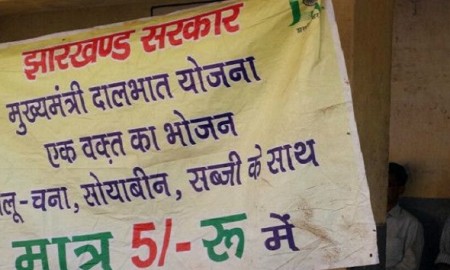 झारखण्ड सरकार
मुख्यमंत्री दालभात योजना
एक वक़्त का भोजन
लू-चना, सोयाबीन, सब्जी के साथ
मात्र 5/- रू में